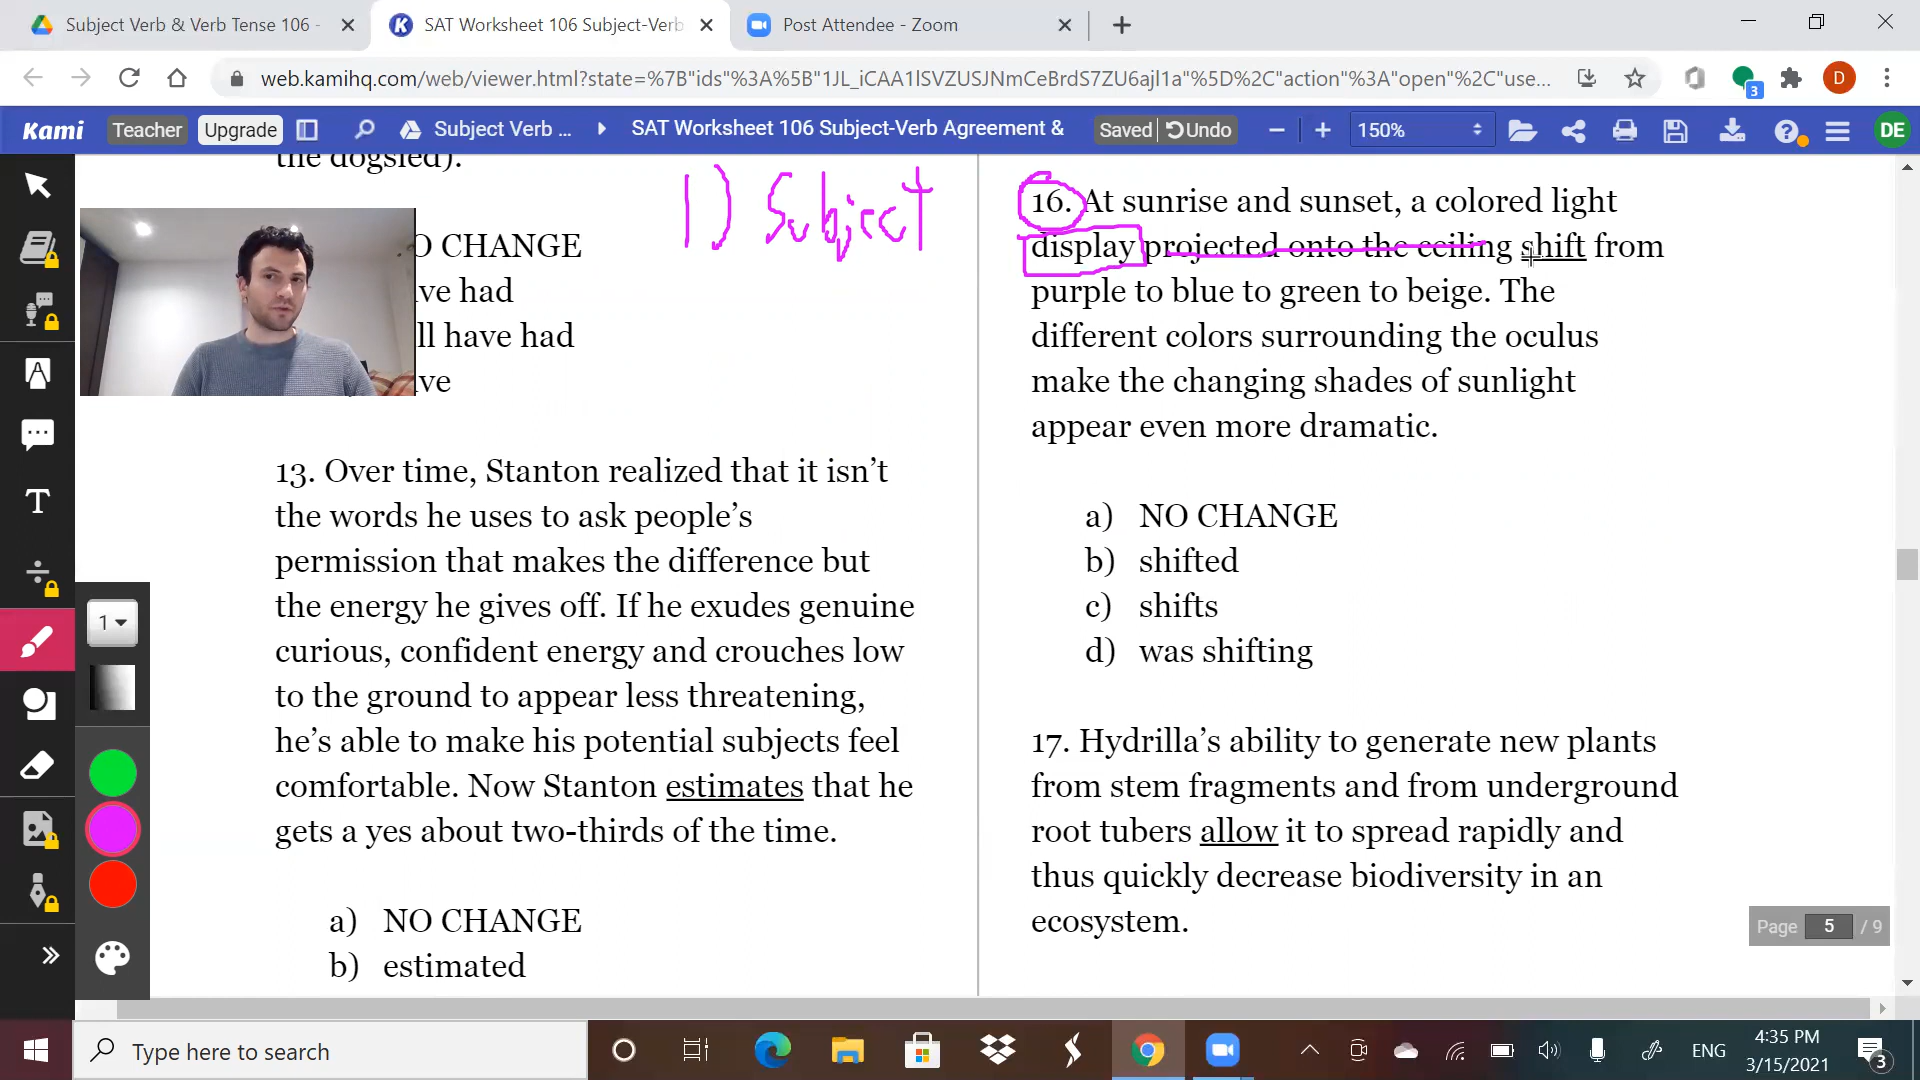 Subject Verb & Verb Tense 106 -
SAT Worksheet 106 Subject-Verb
Post Attendee - Zoom
web.kamihq.com/web/viewer.html?state=%7B"ids"%3A%5B"1JL_iCAA1lSVZUSJNmCeBrdS7ZU6ajl1a"%5D%2C"action"%3A"open"%2C"use...
D
3
Kami
Teacher
Upgrade
Subject Verb ...
SAT Worksheet 106 Subject-Verb Agreement &
Saved
Undo
150%
DE
the dogsled).
1) Subject
O CHANGE
ve had
ll have had
ve
13. Over time, Stanton realized that it isn't
the words he uses to ask people's
permission that makes the difference but
the energy he gives off. If he exudes genuine
curious, confident energy and crouches low
to the ground to appear less threatening,
he's able to make his potential subjects feel
comfortable. Now Stanton estimates that he
gets a yes about two-thirds of the time.
a) NO CHANGE
b) estimated
16. At sunrise and sunset, a colored light
display projected onto the ceiling shift from
purple to blue to green to beige. The
different colors surrounding the oculus
make the changing shades of sunlight
appear even more dramatic.
a) NO CHANGE
b) shifted
c) shifts
d) was shifting
17. Hydrilla's ability to generate new plants
from stem fragments and from underground
root tubers allow it to spread rapidly and
thus quickly decrease biodiversity in an
ecosystem.
1
Page 5 / 9
Type here to search
ENG
4:35 PM
3/15/2021
3